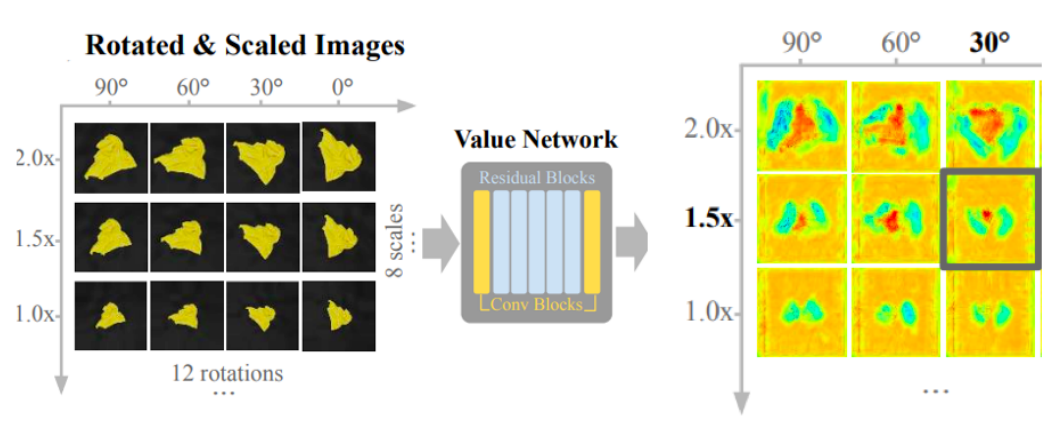 Rotated & Scaled Images
90° 60° 30° 0°
2.0x
1.5x
1.0x
8 scales
...
12 rotations
...
Value Network
Residual Blocks
Conv Blocks
90° 60° 30°
2.0x
1.5x
1.0x
...